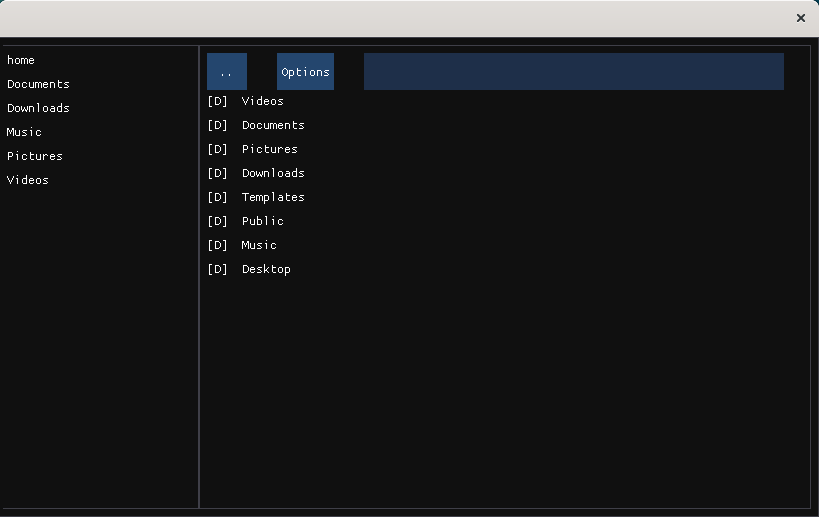 home
Documents
Downloads
Music
Pictures
Videos
.. Options
[D] Videos
[D] Documents
[D] Pictures
[D] Downloads
[D] Templates
[D] Public
[D] Music
[D] Desktop